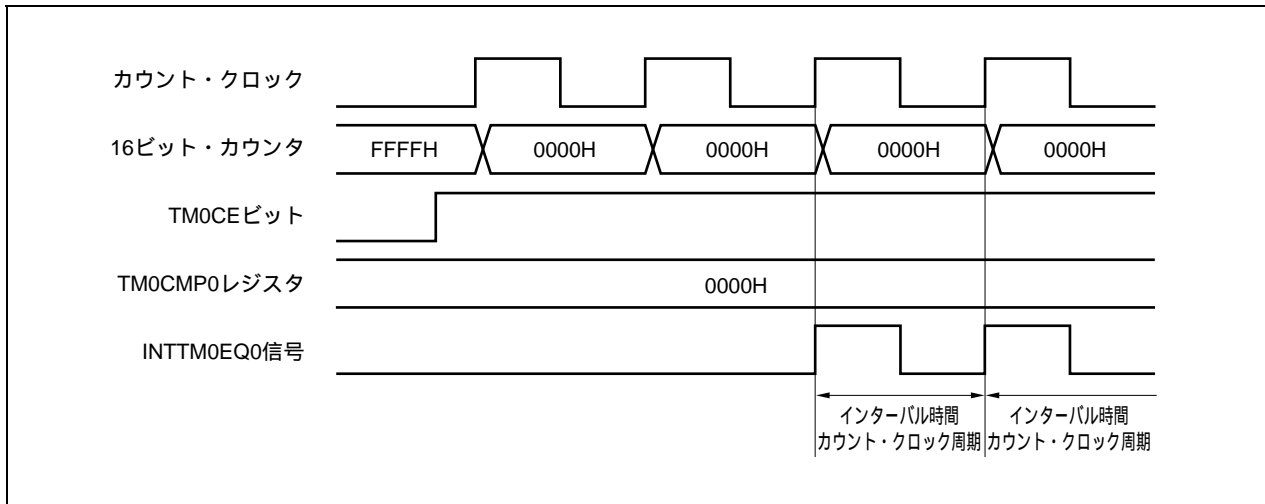 カウント・クロック
16ビット・カウンタ FFFFH 0000H 0000H 0000H 0000H
TM0CEビット
TM0CMP0レジスタ 0000H
INTTM0EQ0信号
インターバル時間 インターバル時間
カウント・クロック周期 カウント・クロック周期